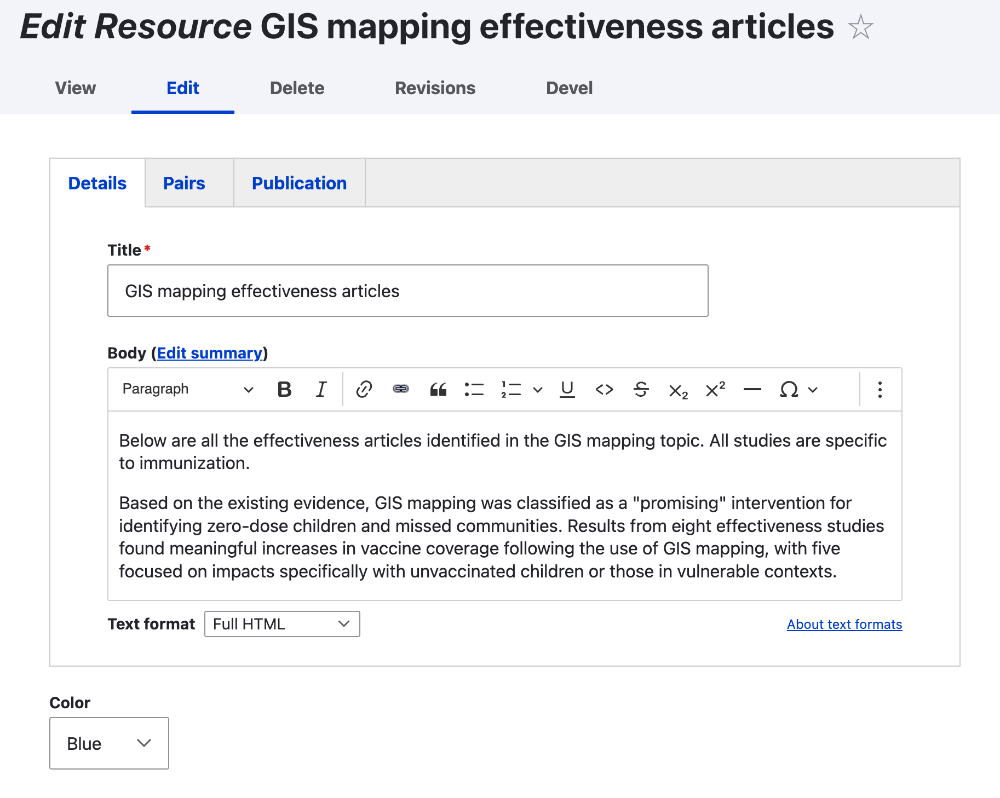 Edit Resource GIS mapping effectiveness articles
View Edit Delete Revisions Devel
Details Pairs Publication
Title*
GIS mapping effectiveness articles
Body (Edit summary)
Paragraph
Below are all the effectiveness articles identified in the GIS mapping topic. All studies are specific
to immunization.
Based on the existing evidence, GIS mapping was classified as a "promising" intervention for
identifying zero-dose children and missed communities. Results from eight effectiveness studies
found meaningful increases in vaccine coverage following the use of GIS mapping, with five
focused on impacts specifically with unvaccinated children or those in vulnerable contexts.
Text format Full HTML About text formats
Color
Blue